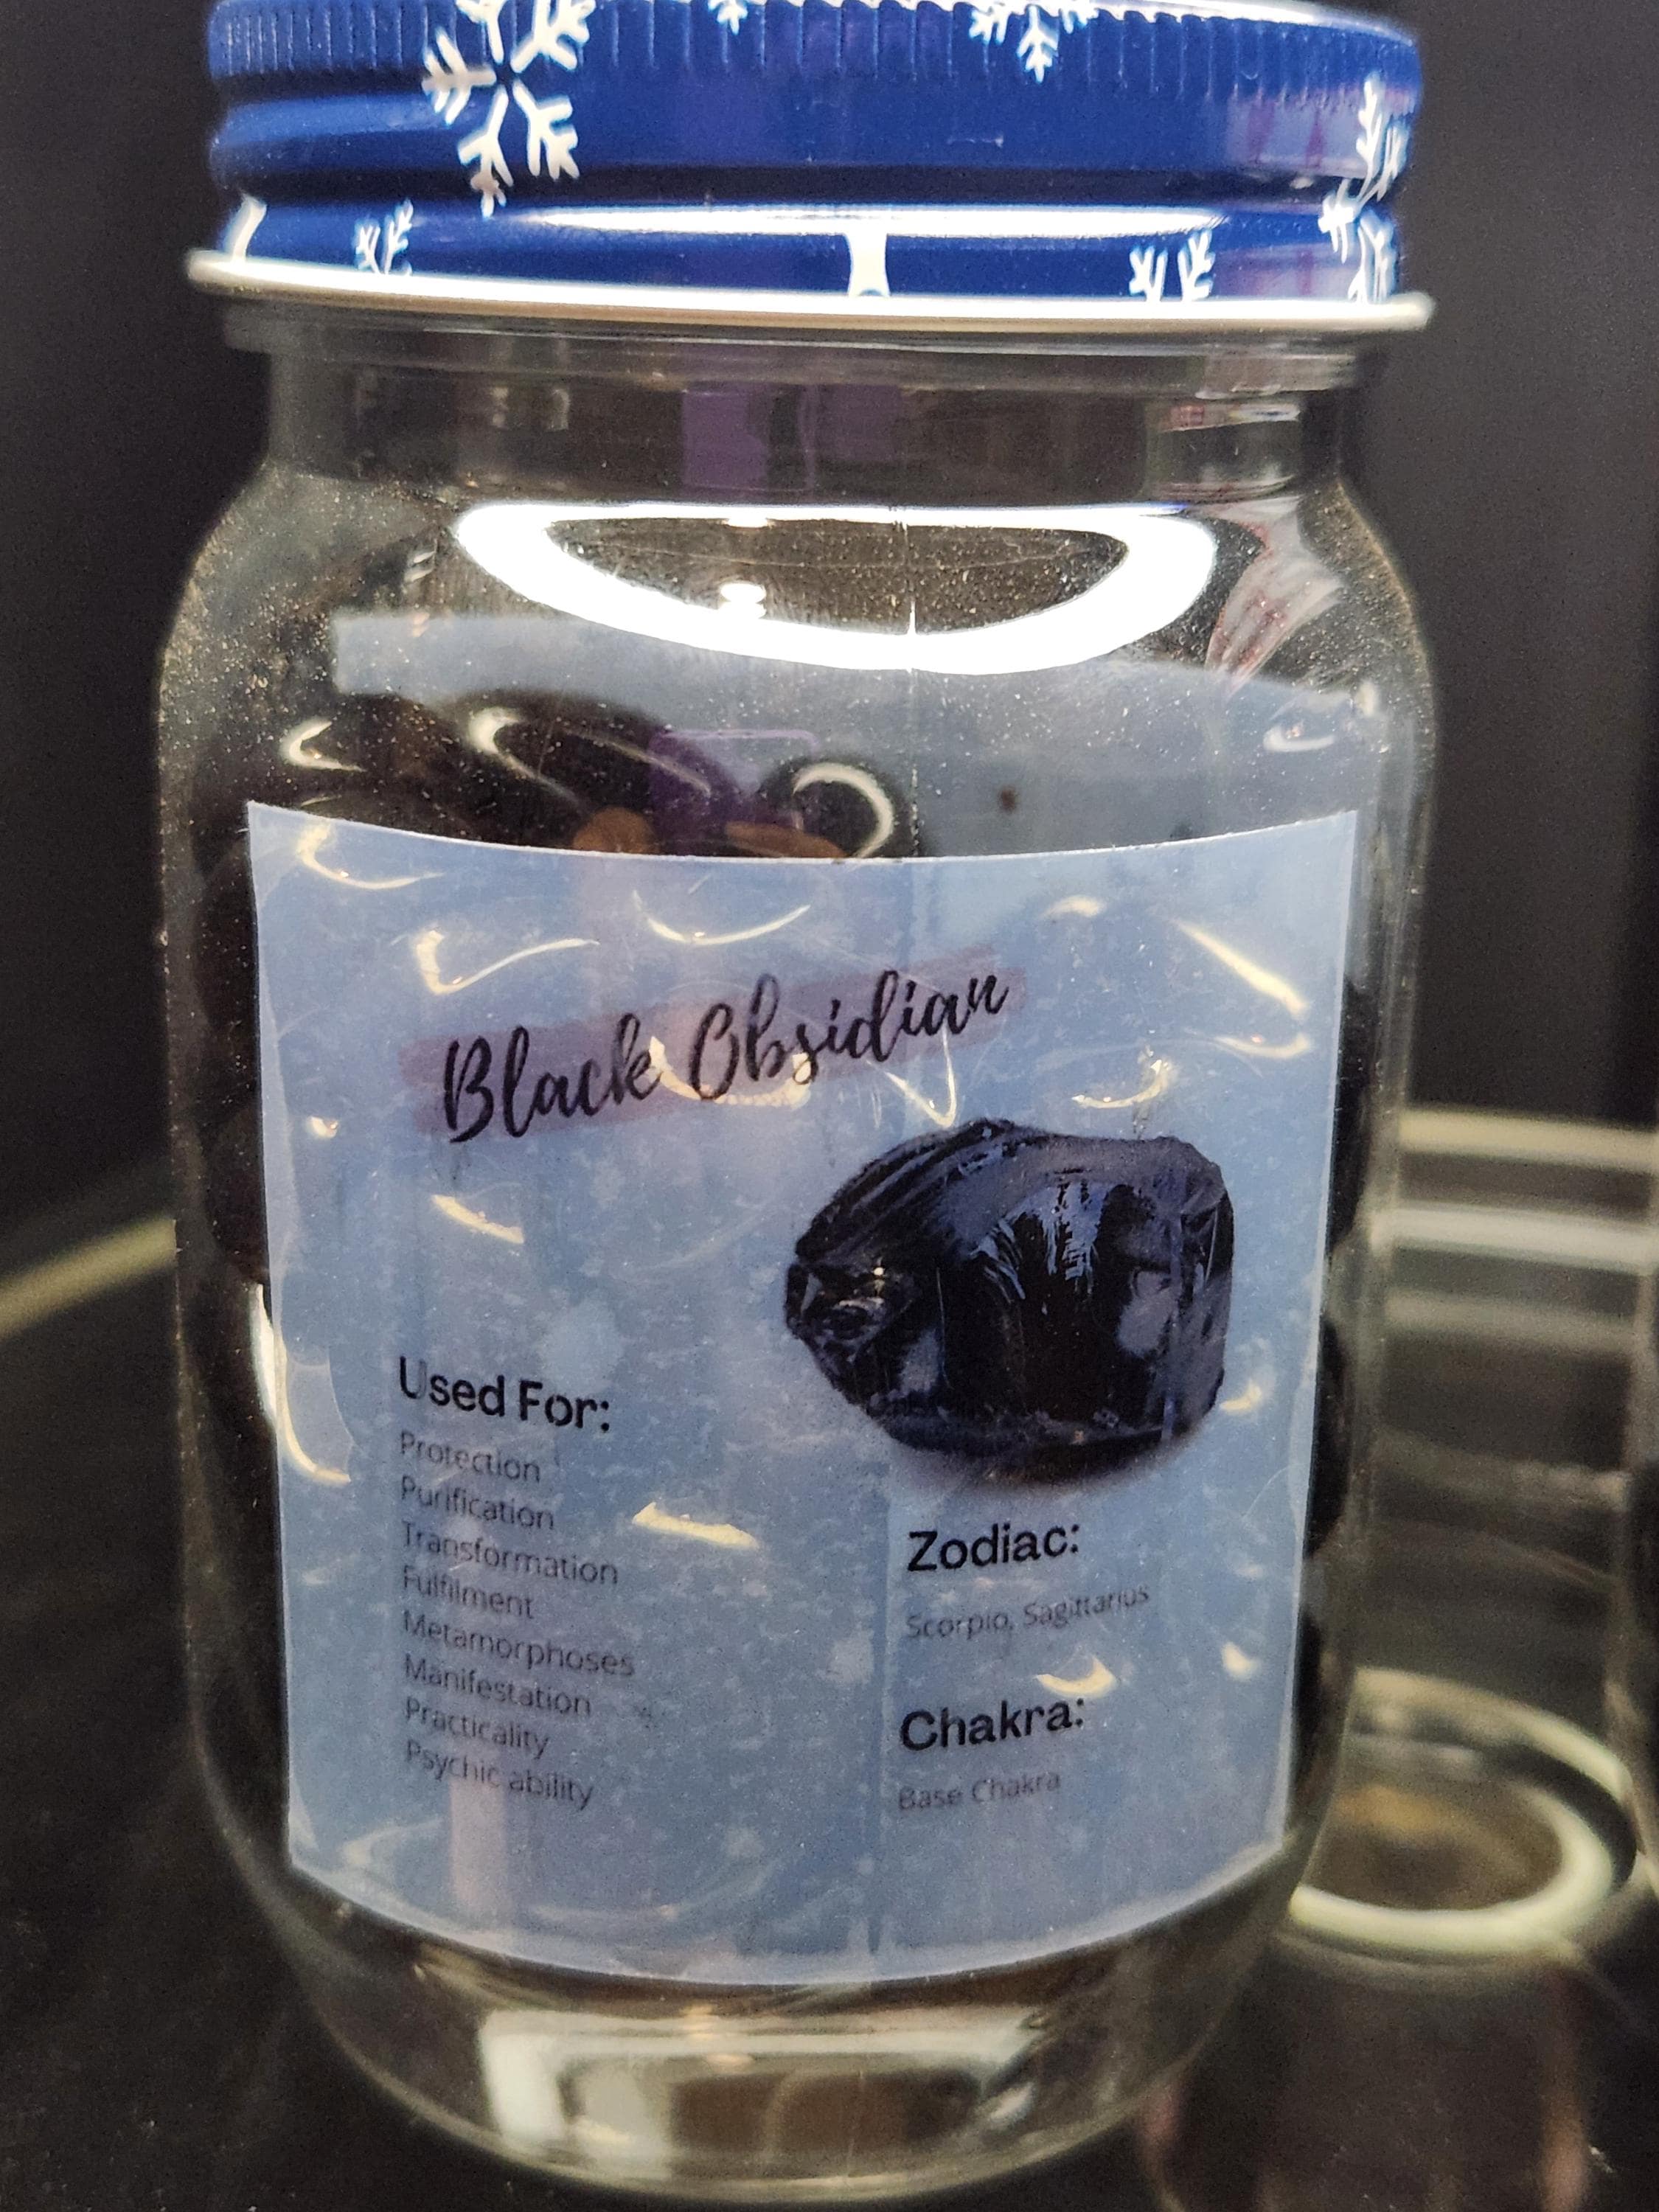 Black Obsidian
Used For:
Protection
Purification
Transformation
Fulfilment
Metamorphoses
Manifestation
Practicality
Psychic ability
Zodiac:
Scorpio, Sagittarius
Chakra:
Base Chakra